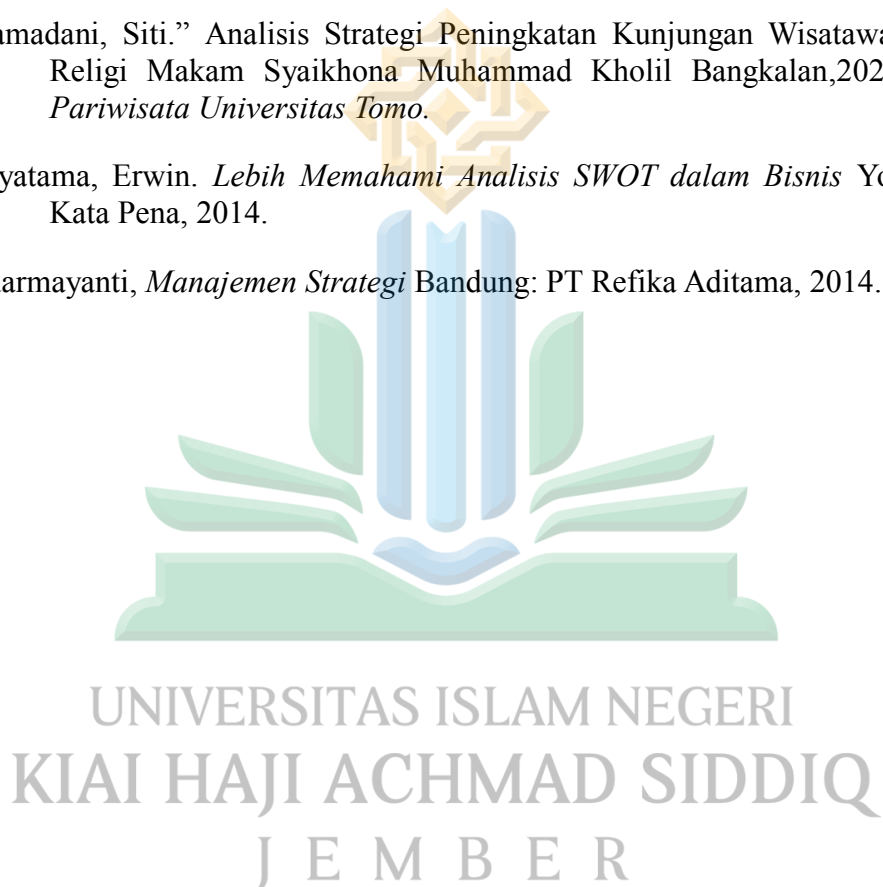 amadani, Siti.” Analisis Strategi Peningkatan Kunjungan Wisatawa
Religi Makam Syaikhona Muhammad Kholil Bangkalan,202
Pariwisata Universitas Tomo.
yatama, Erwin. Lebih Memahami Analisis SWOT dalam Bisnis Yo
Kata Pena, 2014.
armayanti, Manajemen Strategi Bandung: PT Refika Aditama, 2014.
UNIVERSITAS ISLAM NEGERI
KIAI HAJI ACHMAD SIDDIQ
J E M B E R